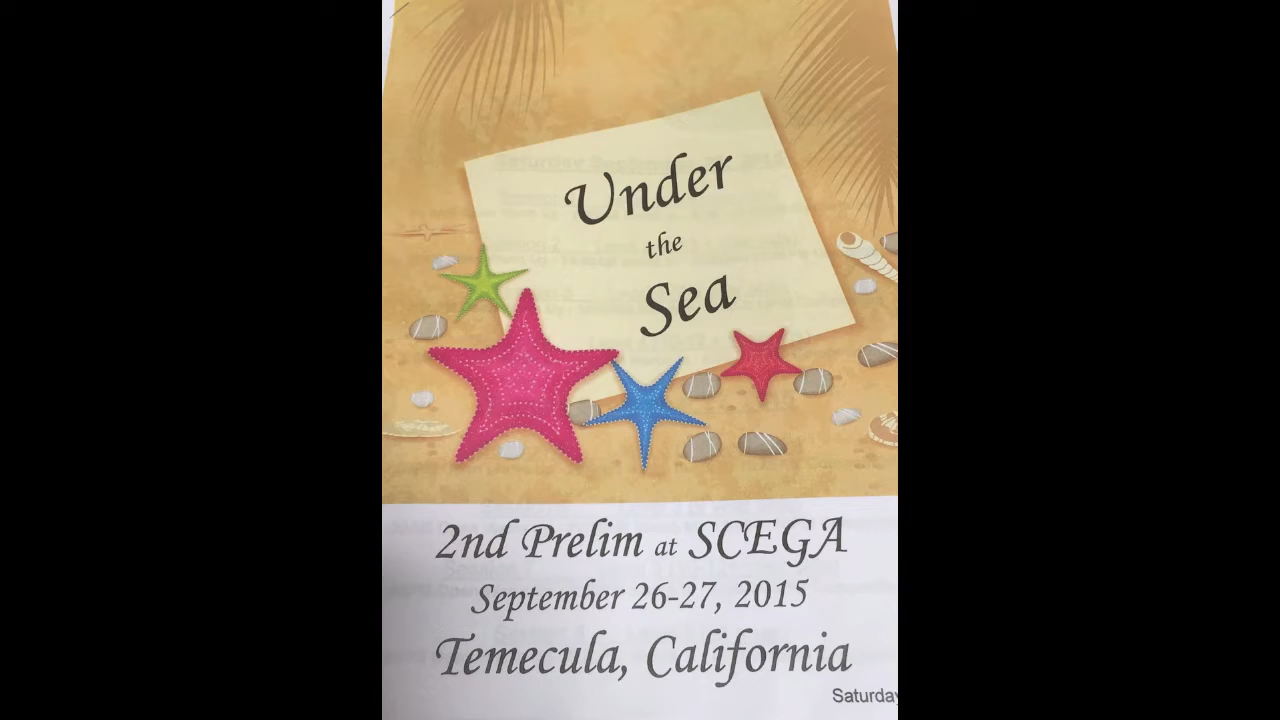 Under
the
Sea
2nd Prelim at SCEGA
September 26-27, 2015
Temecula, California
Saturday